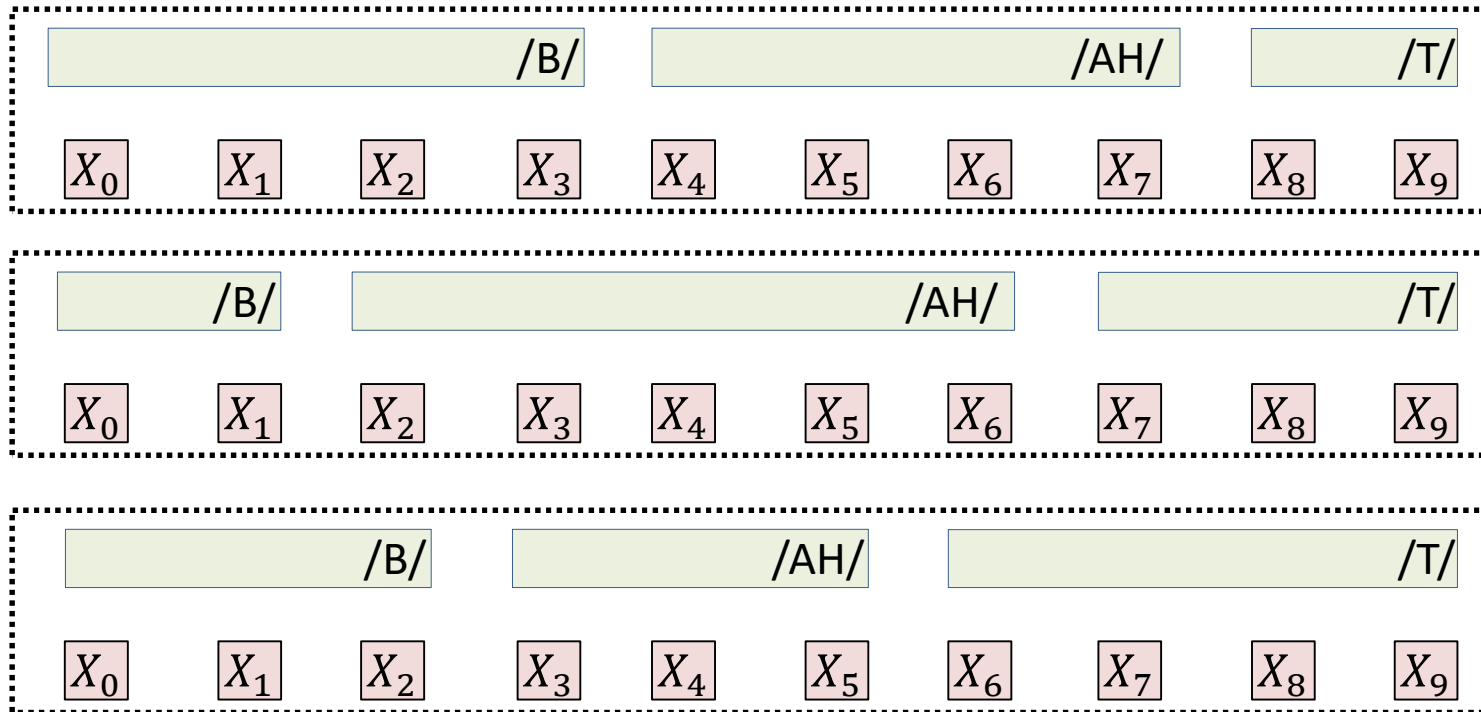 /B/ /AH/ /T/
X₀ X₁ X₂ X₃ X₄ X₅ X₆ X₇ X₈ X₉
/B/ /AH/ /T/
X₀ X₁ X₂ X₃ X₄ X₅ X₆ X₇ X₈ X₉
/B/ /AH/ /T/
X₀ X₁ X₂ X₃ X₄ X₅ X₆ X₇ X₈ X₉